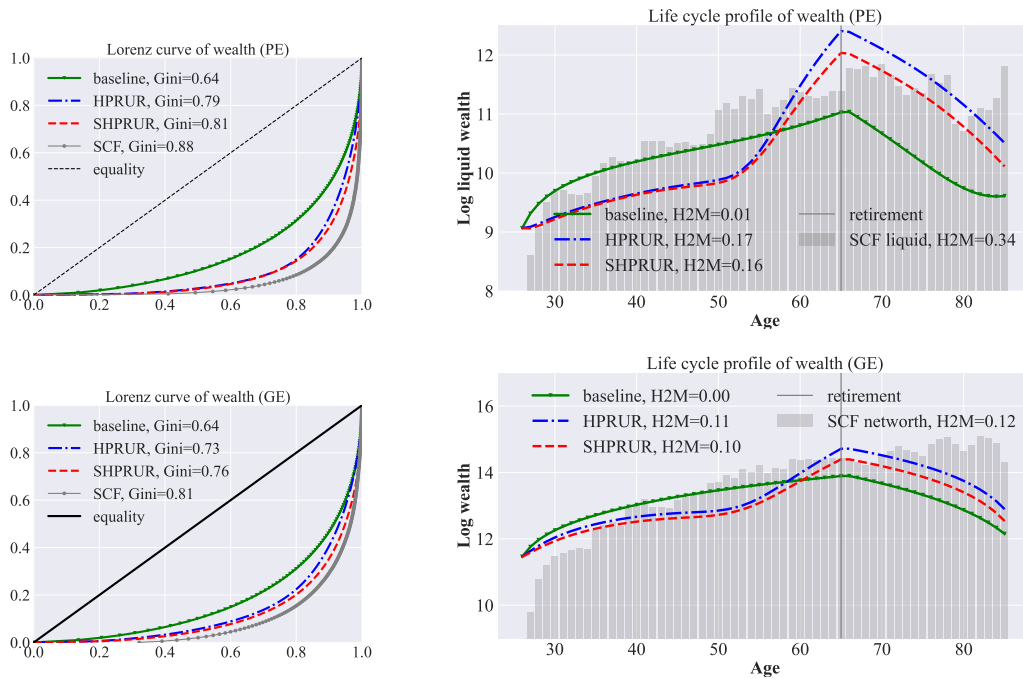 Lorenz curve of wealth (PE)
1.0
0.8
0.6
0.4
0.2
0.0
baseline, Gini=0.64
HPRUR, Gini=0.79
SHPRUR, Gini=0.81
SCF, Gini=0.88
equality
0.0 0.2 0.4 0.6 0.8 1.0
Life cycle profile of wealth (PE)
Log liquid wealth
12
11
10
9
8
baseline, H2M=0.01
HPRUR, H2M=0.17
SHPRUR, H2M=0.16
retirement
SCF liquid, H2M=0.34
30 40 50 60 70 80
Age
Lorenz curve of wealth (GE)
1.0
0.8
0.6
0.4
0.2
0.0
baseline, Gini=0.64
HPRUR, Gini=0.73
SHPRUR, Gini=0.76
SCF, Gini=0.81
equality
0.0 0.2 0.4 0.6 0.8 1.0
Life cycle profile of wealth (GE)
Log wealth
16
14
12
10
baseline, H2M=0.00
HPRUR, H2M=0.11
SHPRUR, H2M=0.10
retirement
SCF networth, H2M=0.12
30 40 50 60 70 80
Age